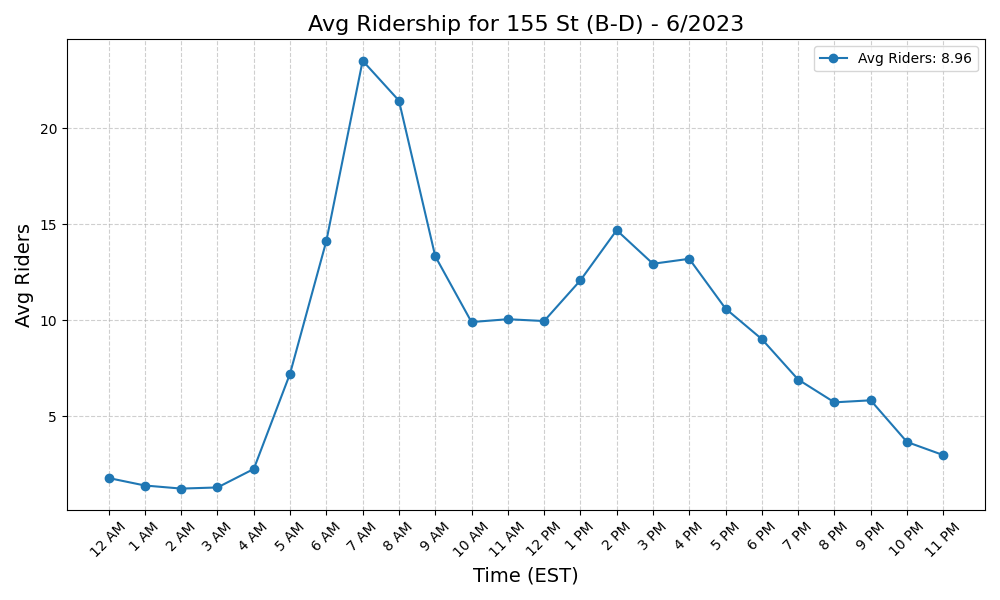 Avg Ridership for 155 St (B-D) - 6/2023
Avg Riders: 8.96
Avg Riders
20
15
10
5
12 AM
1 AM
2 AM
3 AM
4 AM
5 AM
6 AM
7 AM
8 AM
9 AM
10 AM
11 AM
12 PM
1 PM
2 PM
3 PM
4 PM
5 PM
6 PM
7 PM
8 PM
9 PM
10 PM
11 PM
Time (EST)